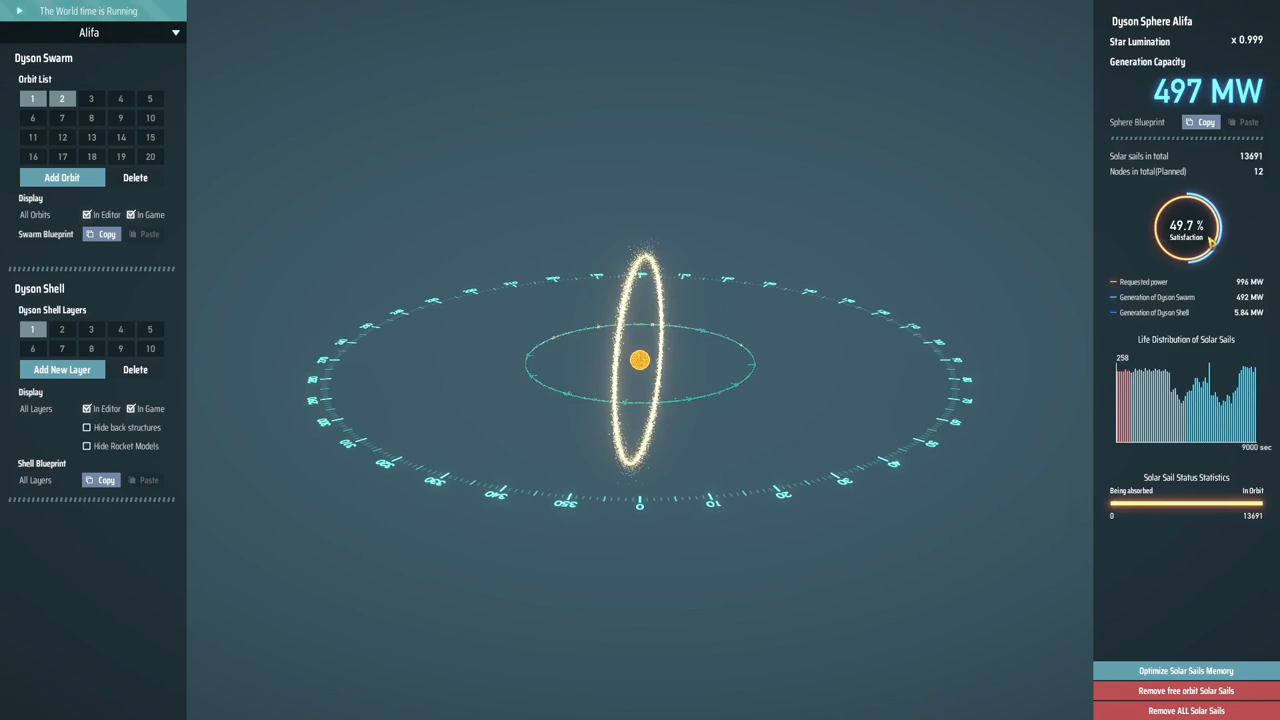 The World time is Running
Alifa
Dyson Swarm
Orbit List
1 2 3 4 5
6 7 8 9 10
11 12 13 14 15
16 17 18 19 20
Add Orbit Delete
Display
All Orbits In Editor In Game
Swarm Blueprint Copy Paste
Dyson Shell
Dyson Shell Layers
1 2 3 4 5
6 7 8 9 10
Add New Layer Delete
Display
All Layers In Editor In Game
Hide back structures
Hide Rocket Models
Shell Blueprint
All Layers Copy Paste
340 350 0 10 20 30
Dyson Sphere Alifa
Star Lumination x 0.999
Generation Capacity
497 MW
Sphere Blueprint Copy Paste
Solar sails in total 13691
Nodes in total(Planned) 12
49.7 %
Satisfaction
Requested power 996 MW
Generation of Dyson Swarm 492 MW
Generation of Dyson Shell 5.84 MW
Life Distribution of Solar Sails
258
9000 sec
Solar Sail Status Statistics
Being absorbed In Orbit
0 13691
Optimize Solar Sails Memory
Remove free orbit Solar Sails
Remove ALL Solar Sails